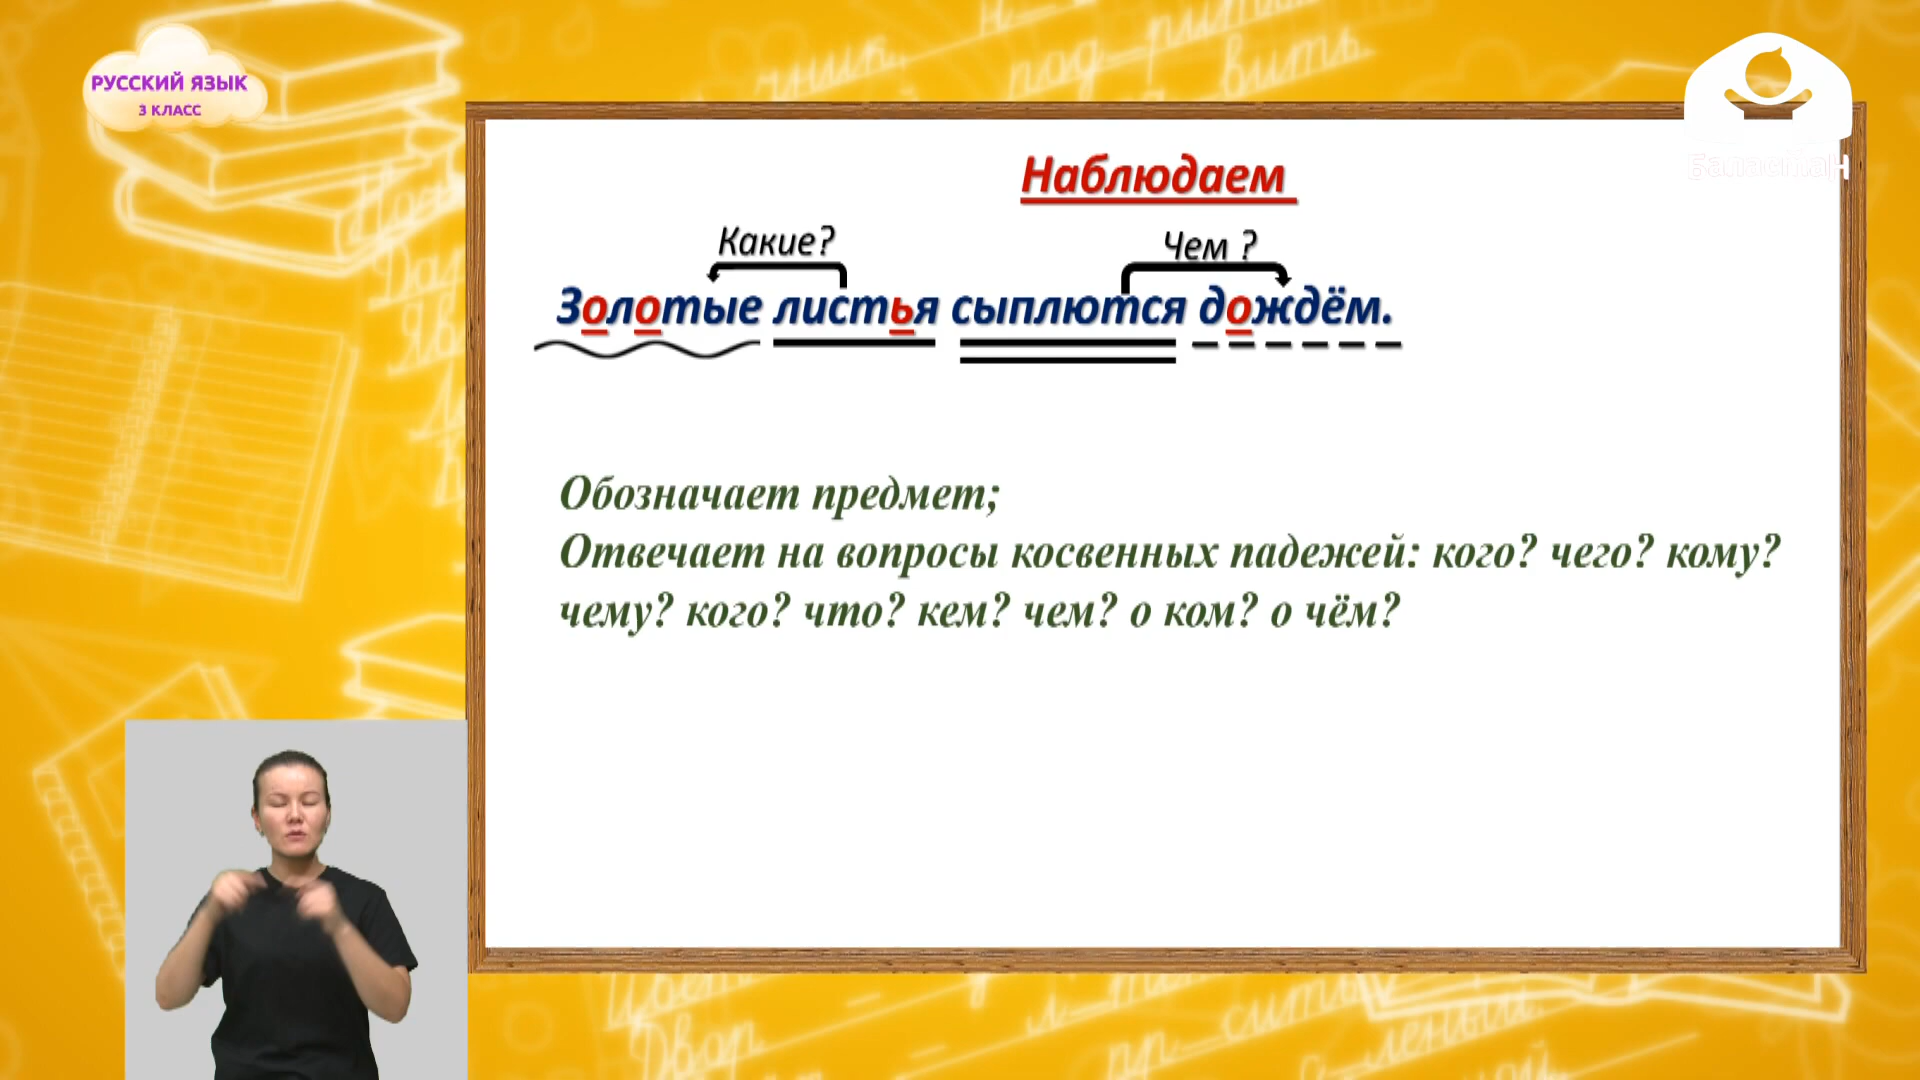 РУССКИЙ ЯЗЫК
3 КЛАСС
Баластан
Наблюдаем
Какие?
Чем ?
Золотые листья сыплются дождём.
Обозначает предмет;
Отвечает на вопросы косвенных падежей: кого? чего? кому?
чему? кого? что? кем? чем? о ком? о чём?